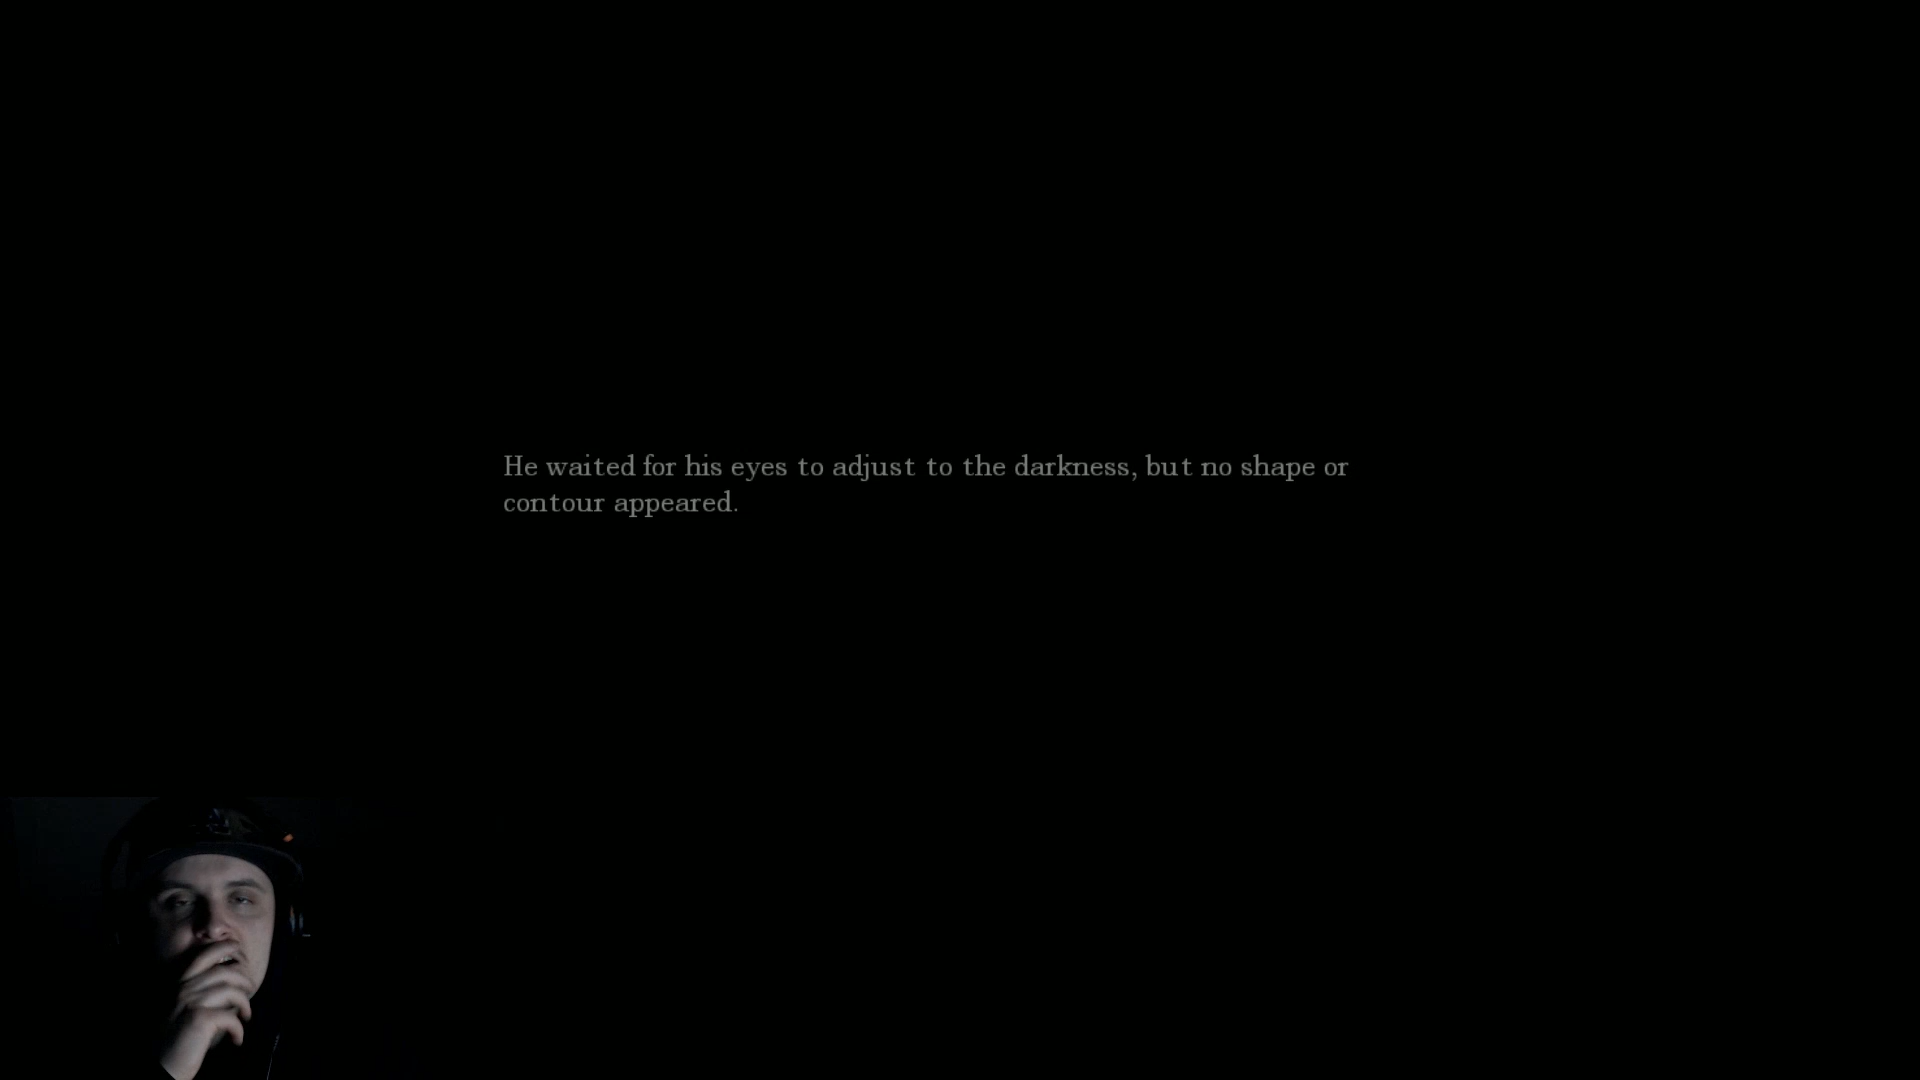 He waited for his eyes to adjust to the darkness, but no shape or
contour appeared.